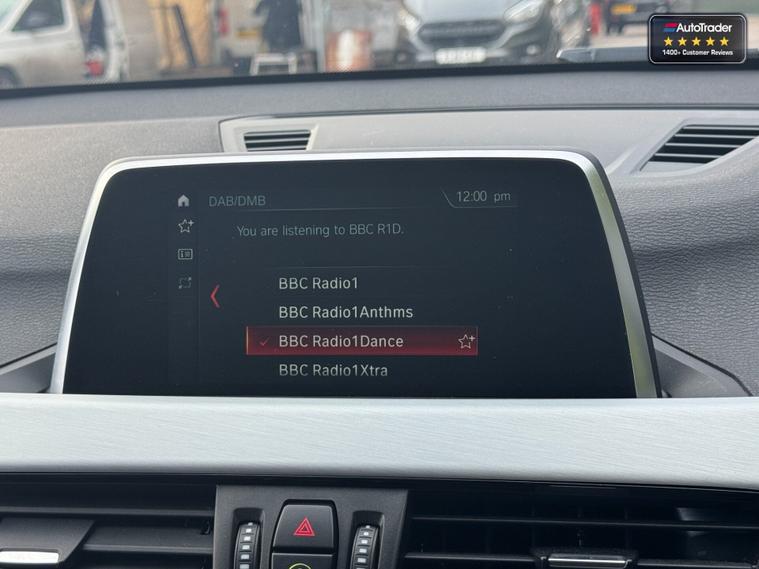 AutoTrader
1400+ Customer Reviews
DAB/DMB
12:00 pm
You are listening to BBC R1D.
BBC Radio1
BBC Radio1Anthms
BBC Radio1Dance
BBC Radio1Xtra